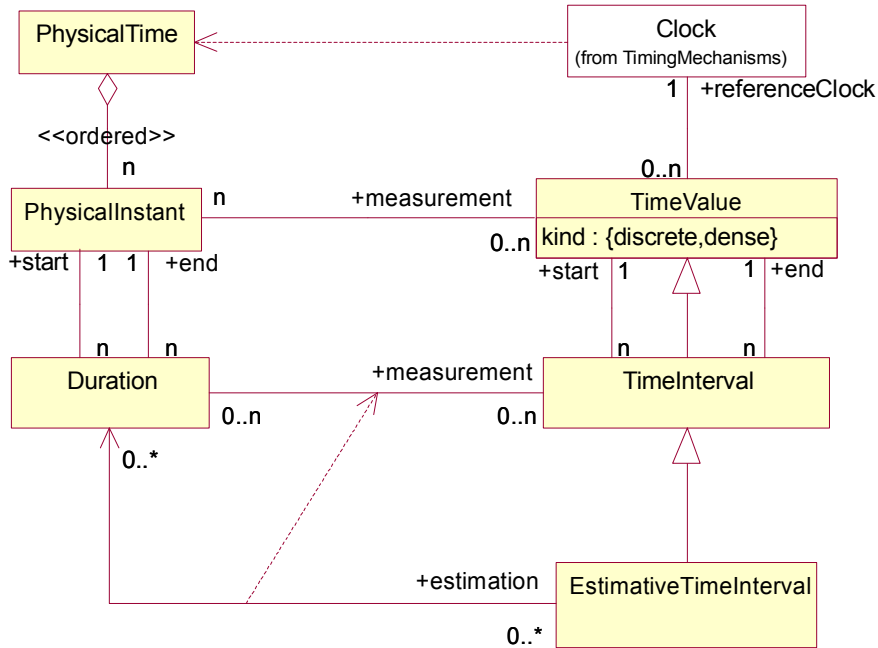 PhysicalTime
Clock
(from TimingMechanisms)
1
+referenceClock
<<ordered>>
n
0..n
PhysicalInstant
n
+measurement
0..n
TimeValue
kind : {discrete,dense}
+start
1
1
+end
+start
1
1
+end
n
n
n
n
Duration
+measurement
TimeInterval
0..n
0..n
0..*
+estimation
EstimativeTimeInterval
0..*